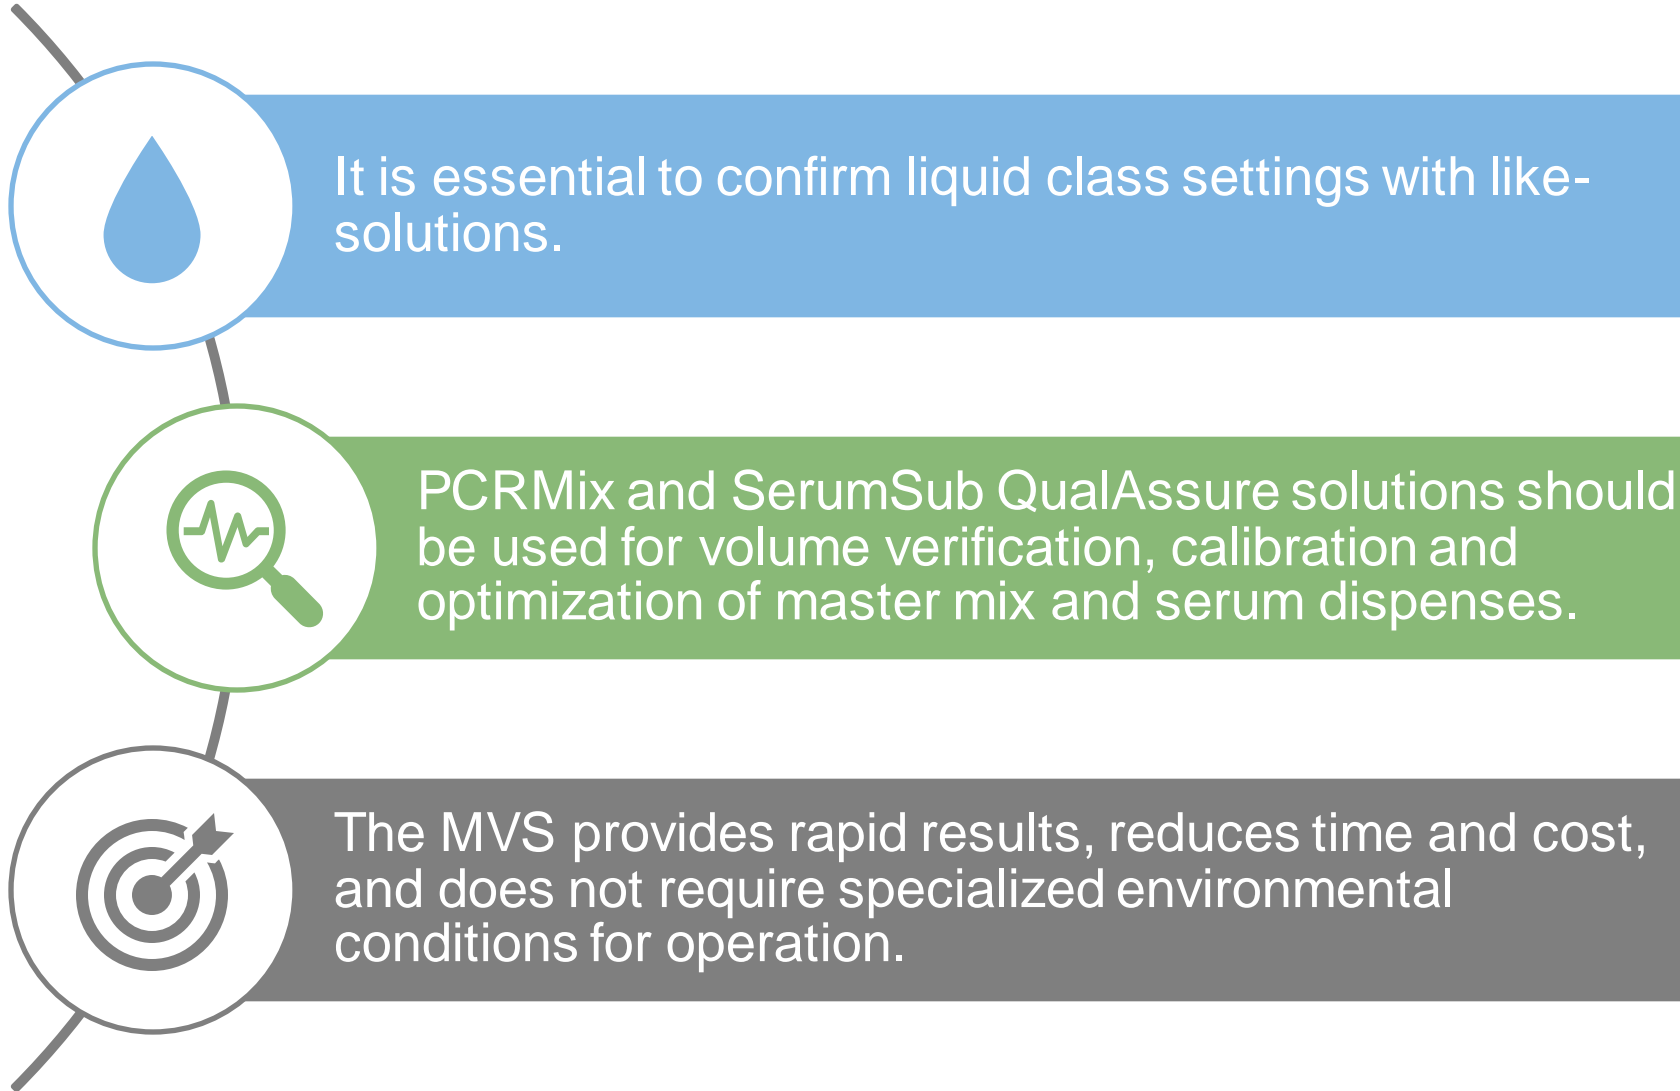 It is essential to confirm liquid class settings with like-
solutions.
PCRMix and SerumSub QualAssure solutions should
be used for volume verification, calibration and
optimization of master mix and serum dispenses.
The MVS provides rapid results, reduces time and cost,
and does not require specialized environmental
conditions for operation.